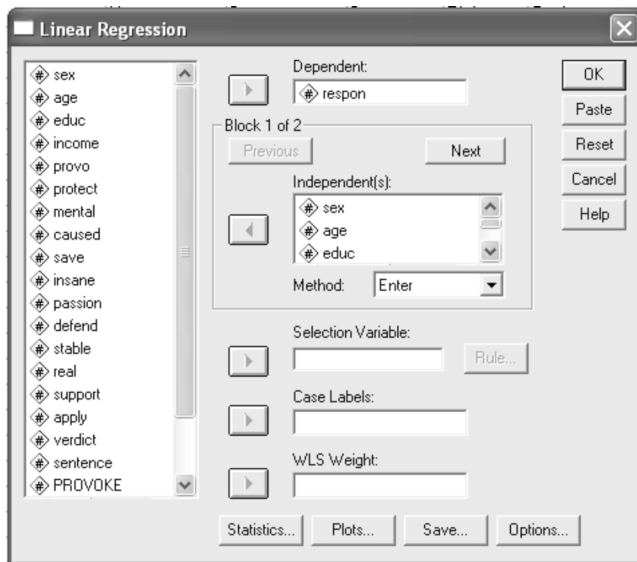 Linear Regression
sex
age
educ
income
provo
protect
mental
caused
save
insane
passion
defend
stable
real
support
apply
verdict
sentence
PROVOKE
Dependent:
respon
Block 1 of 2
Previous
Next
Independent(s):
sex
age
educ
Method: Enter
Selection Variable:
Rule...
Case Labels:
WLS Weight:
Statistics... Plots... Save... Options...
OK
Paste
Reset
Cancel
Help